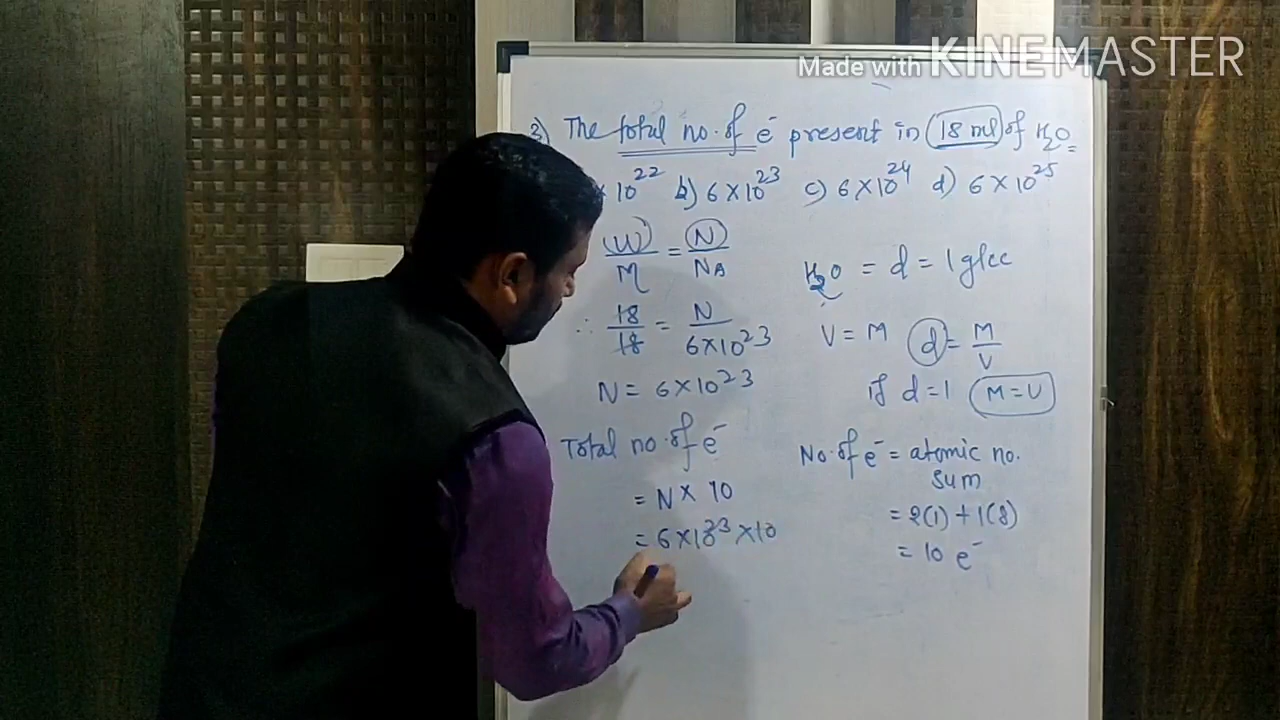 Made with KINEMASTER
3) The total no. of e⁻ present in (18 ml) of H₂O
× 10²² b) 6 × 10²³ c) 6 × 10²⁴ d) 6 × 10²⁵
W/M = N/NA
∴ 18/18 = N/6×10²³
N = 6 × 10²³
Total no. of e⁻
= N × 10
= 6×10²³ × 10
H₂O = d = 1 g/cc
V = M d = M/V
if d = 1 M = V
No. of e⁻ = atomic no.
sum
= 2(1) + 1(8)
= 10 e⁻